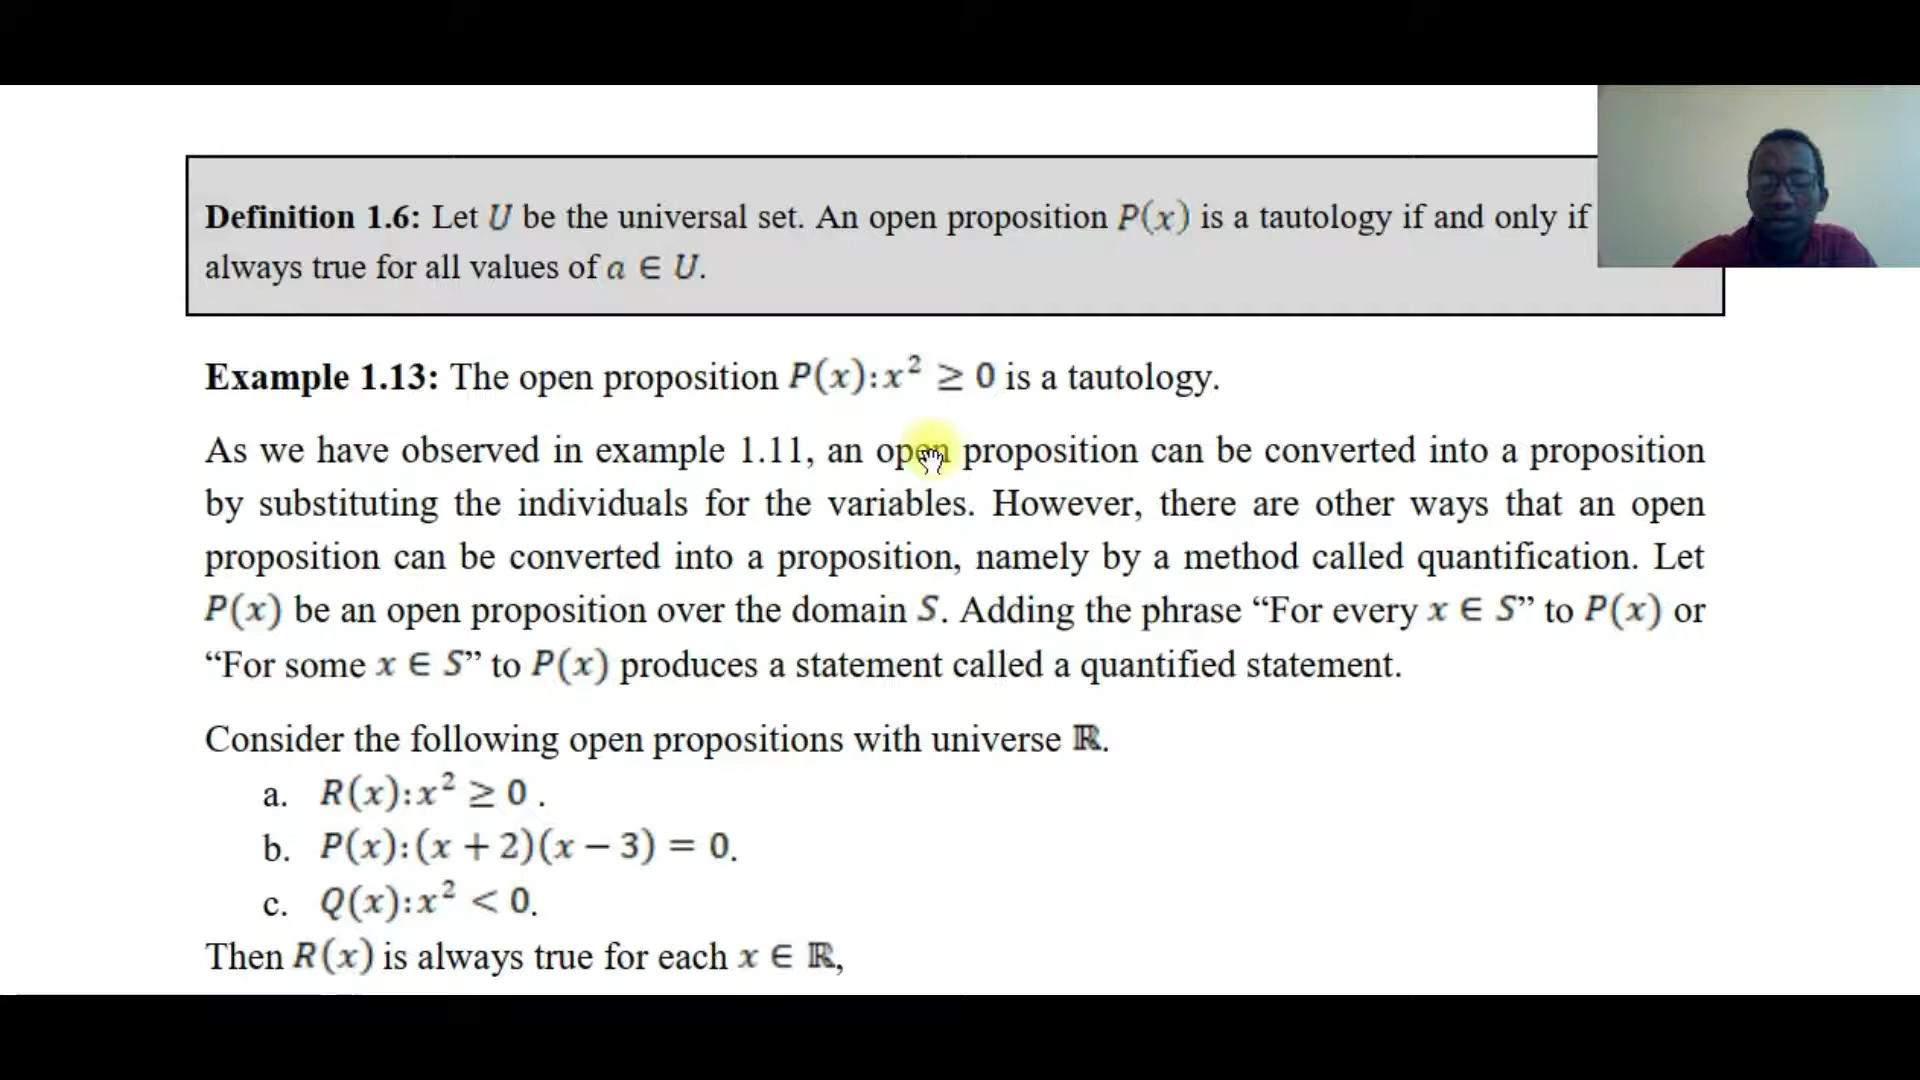 Definition 1.6: Let U be the universal set. An open proposition P(x) is a tautology if and only if
always true for all values of a ∈ U.
Example 1.13: The open proposition P(x): x² ≥ 0 is a tautology.
As we have observed in example 1.11, an open proposition can be converted into a proposition
by substituting the individuals for the variables. However, there are other ways that an open
proposition can be converted into a proposition, namely by a method called quantification. Let
P(x) be an open proposition over the domain S. Adding the phrase “For every x ∈ S” to P(x) or
“For some x ∈ S” to P(x) produces a statement called a quantified statement.
Consider the following open propositions with universe ℝ.
a. R(x): x² ≥ 0 .
b. P(x): (x + 2)(x − 3) = 0.
c. Q(x): x² < 0.
Then R(x) is always true for each x ∈ ℝ,